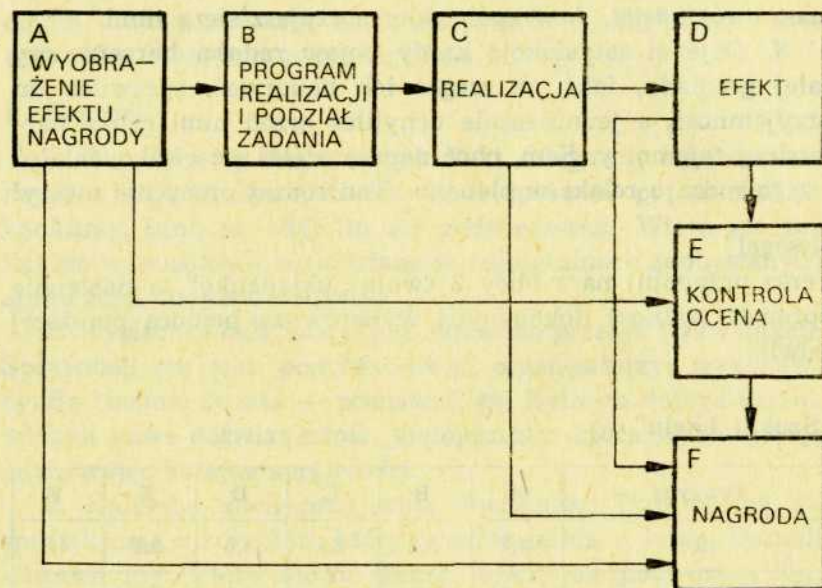 A
WYOBRA—
ŻENIE
EFEKTU
NAGRODY
B
PROGRAM
REALIZACJI
I PODZIAŁ
ZADANIA
C
REALIZACJA
D
EFEKT
E
KONTROLA
OCENA
F
NAGRODA